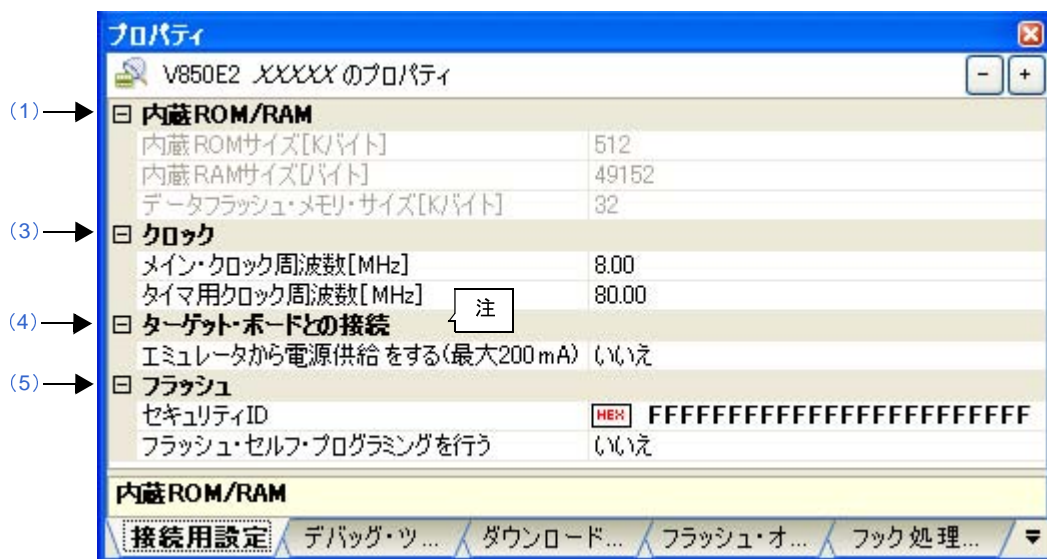 プロパティ
V850E2 XXXXX のプロパティ
- +
(1) 内蔵ROM/RAM
内蔵ROMサイズ[Kバイト] 512
内蔵RAMサイズ[バイト] 49152
データフラッシュ・メモリ・サイズ[Kバイト] 32
(3) クロック
メイン・クロック周波数[MHz] 8.00
タイマ用クロック周波数[MHz] 80.00
注
(4) ターゲット・ボードとの接続
エミュレータから電源供給をする(最大200mA) いいえ
(5) フラッシュ
セキュリティID HEX FFFFFFFFFFFFFFFFFFFFFFFF
フラッシュ・セルフ・プログラミングを行う いいえ
内蔵ROM/RAM
接続用設定 デバッグ・ツ... ダウンロード... フラッシュ・オ... フック処理...